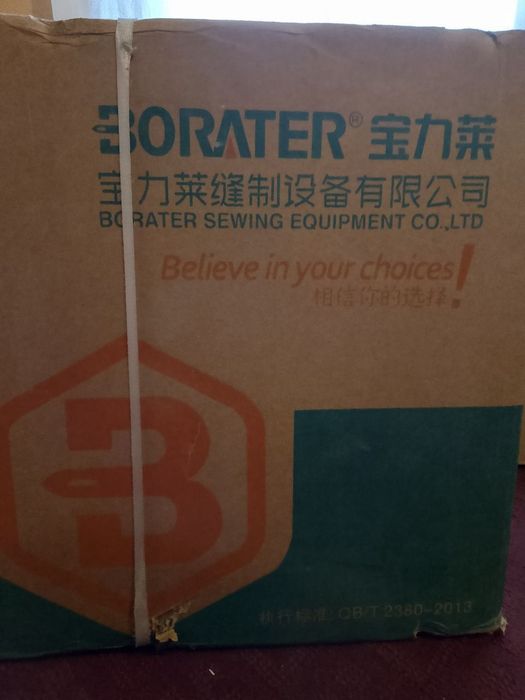 BORATER® 宝力莱
宝力莱缝制设备有限公司
BORATER SEWING EQUIPMENT CO.,LTD
Believe in your choices!
相信你的选择
B
执行标准: GB/T 2380-2013